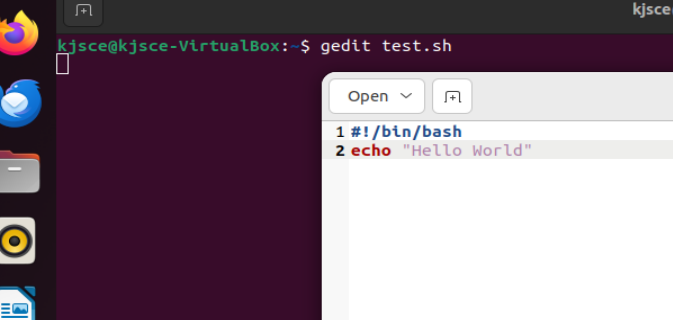 kjsce
kjsce@kjsce-VirtualBox:~$ gedit test.sh
Open
1 #!/bin/bash
2 echo "Hello World"